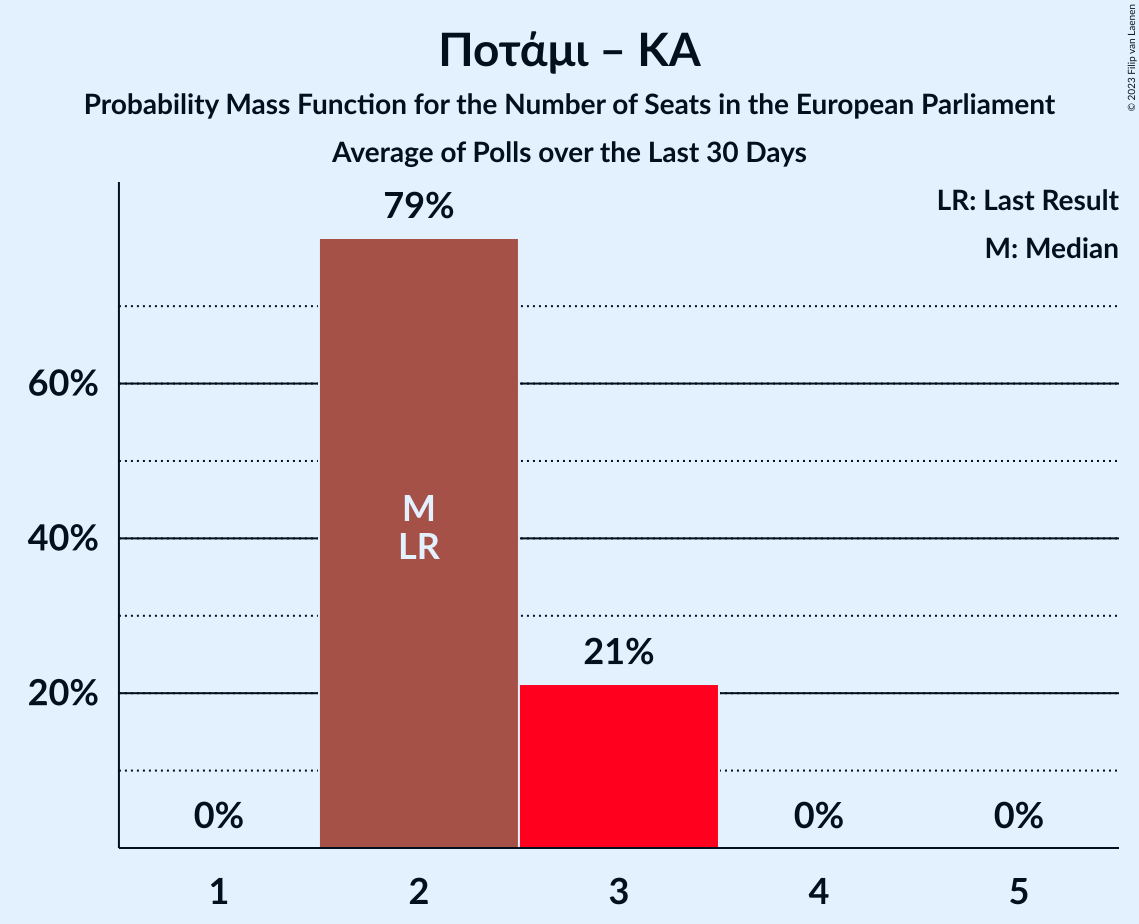 Ποτάμι – ΚΑ
Probability Mass Function for the Number of Seats in the European Parliament
Average of Polls over the Last 30 Days
© 2023 Filip van Laenen
LR: Last Result
M: Median
79%
60%
M
40%
LR
21%
20%
0%
0%
0%
1
2
3
4
5